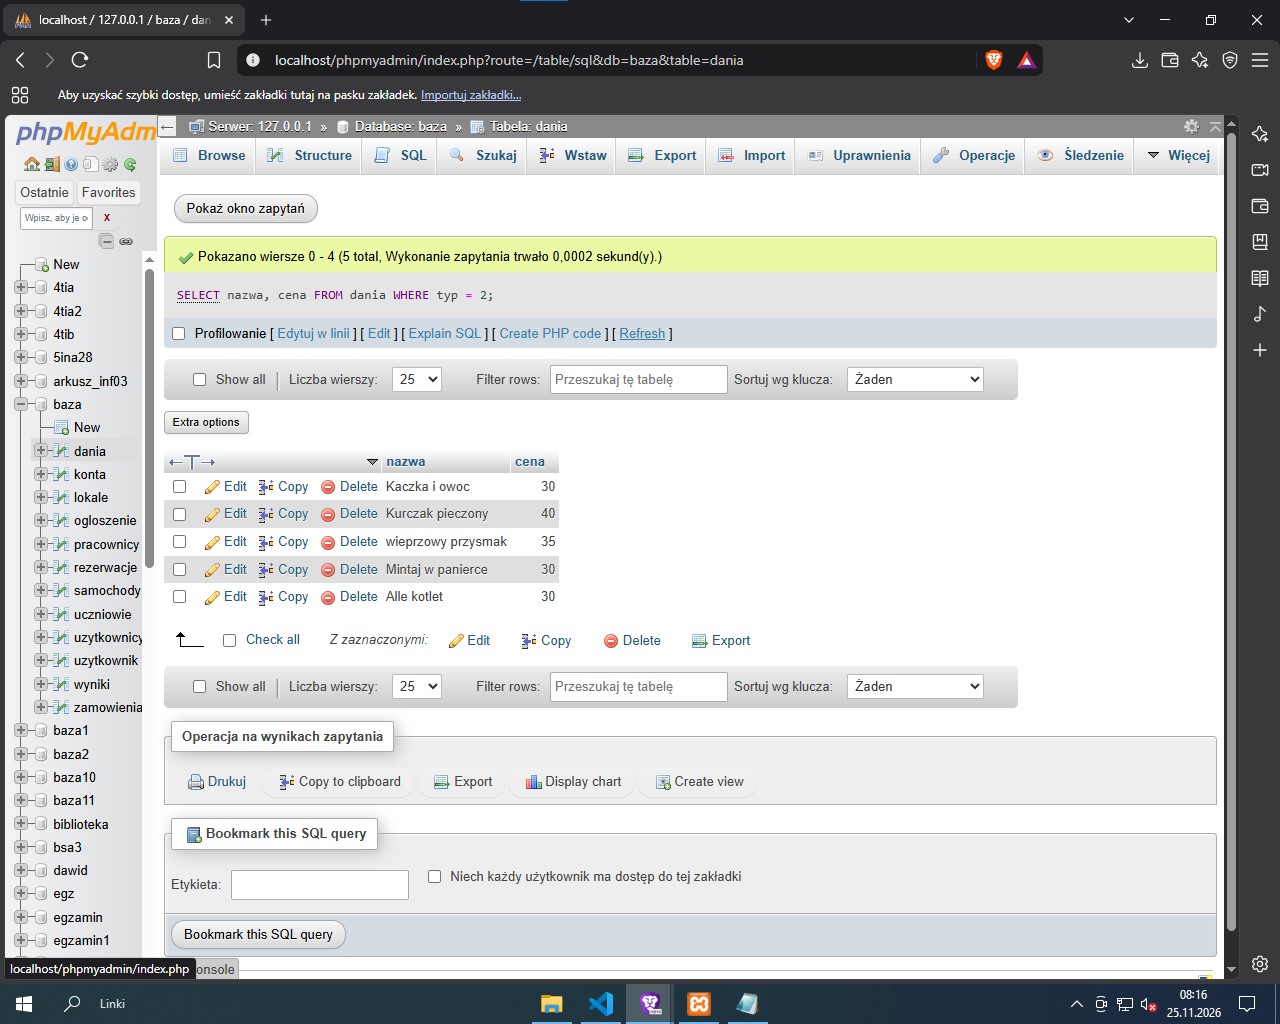 localhost / 127.0.0.1 / baza / dan
localhost/phpmyadmin/index.php?route=/table/sql&db=baza&table=dania
Aby uzyskać szybki dostęp, umieść zakładki tutaj na pasku zakładek. Importuj zakładki...
phpMyAdm
Ostatnie Favorites
Wpisz, aby je o X
New
4tia
4tia2
4tib
5ina28
arkusz_inf03
baza
New
dania
konta
lokale
ogloszenie
pracownicy
rezerwacje
samochody
uczniowie
uzytkownicy
uzytkownik
wyniki
zamowienia
baza1
baza2
baza10
baza11
biblioteka
bsa3
dawid
egz
egzamin
egzamin1
Serwer: 127.0.0.1 » Database: baza » Tabela: dania
Browse Structure SQL Szukaj Wstaw Export Import Uprawnienia Operacje Śledzenie Więcej
Pokaż okno zapytań
Pokazano wiersze 0 - 4 (5 total, Wykonanie zapytania trwało 0,0002 sekund(y).)
SELECT nazwa, cena FROM dania WHERE typ = 2;
Profilowanie [ Edytuj w linii ] [ Edit ] [ Explain SQL ] [ Create PHP code ] [ Refresh ]
Show all Liczba wierszy: 25 Filter rows: Przeszukaj tę tabelę Sortuj wg klucza: Żaden
Extra options
←T→ nazwa cena
Edit Copy Delete Kaczka i owoc 30
Edit Copy Delete Kurczak pieczony 40
Edit Copy Delete wieprzowy przysmak 35
Edit Copy Delete Mintaj w panierce 30
Edit Copy Delete Alle kotlet 30
Check all Z zaznaczonymi: Edit Copy Delete Export
Show all Liczba wierszy: 25 Filter rows: Przeszukaj tę tabelę Sortuj wg klucza: Żaden
Operacja na wynikach zapytania
Drukuj Copy to clipboard Export Display chart Create view
Bookmark this SQL query
Etykieta: Niech każdy użytkownik ma dostęp do tej zakładki
Bookmark this SQL query
localhost/phpmyadmin/index.php onsole
Linki
08:16
25.11.2026